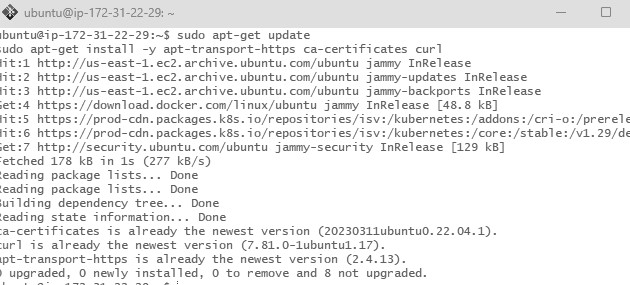 ubuntu@ip-172-31-22-29: ~
ubuntu@ip-172-31-22-29:~$ sudo apt-get update
sudo apt-get install -y apt-transport-https ca-certificates curl
Hit:1 http://us-east-1.ec2.archive.ubuntu.com/ubuntu jammy InRelease
Hit:2 http://us-east-1.ec2.archive.ubuntu.com/ubuntu jammy-updates InRelease
Hit:3 http://us-east-1.ec2.archive.ubuntu.com/ubuntu jammy-backports InRelease
Get:4 https://download.docker.com/linux/ubuntu jammy InRelease [48.8 kB]
Hit:5 https://prod-cdn.packages.k8s.io/repositories/isv:/kubernetes:/addons:/cri-o:/prerele
Hit:6 https://prod-cdn.packages.k8s.io/repositories/isv:/kubernetes:/core:/stable:/v1.29/de
Get:7 http://security.ubuntu.com/ubuntu jammy-security InRelease [129 kB]
Fetched 178 kB in 1s (277 kB/s)
Reading package lists... Done
Reading package lists... Done
Building dependency tree... Done
Reading state information... Done
ca-certificates is already the newest version (20230311ubuntu0.22.04.1).
curl is already the newest version (7.81.0-1ubuntu1.17).
apt-transport-https is already the newest version (2.4.13).
0 upgraded, 0 newly installed, 0 to remove and 8 not upgraded.